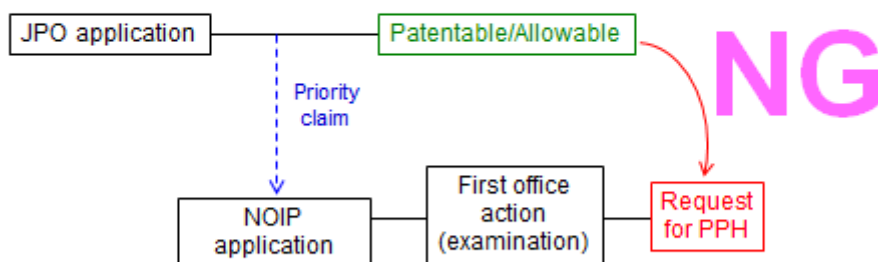 JPO application
Patentable/Allowable
NG
Priority
claim
NOIP
application
First office
action
(examination)
Request
for PPH